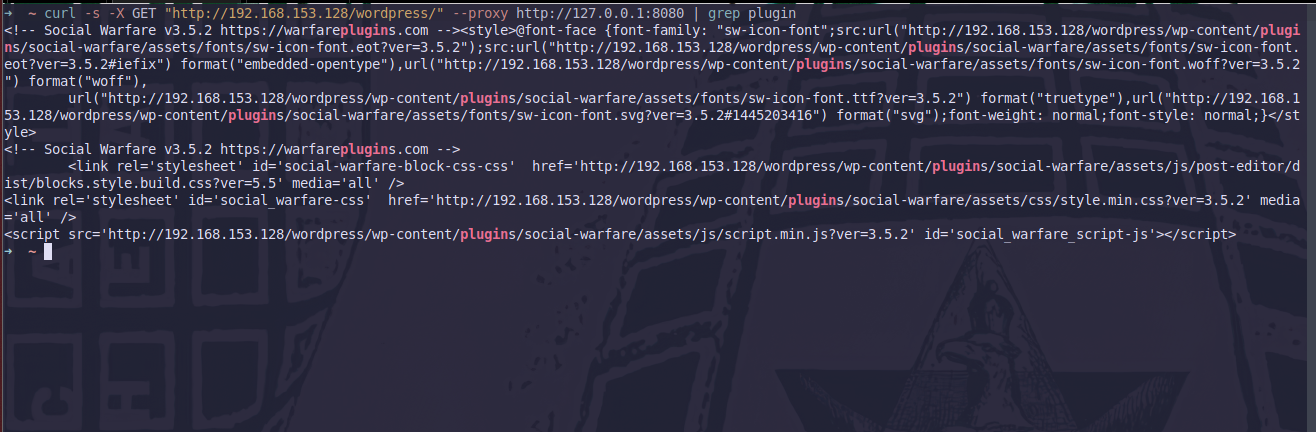 →  ~ curl -s -X GET "http://192.168.153.128/wordpress/" --proxy http://127.0.0.1:8080 | grep plugin
<!-- Social Warfare v3.5.2 https://warfareplugins.com --><style>@font-face {font-family: "sw-icon-font";src:url("http://192.168.153.128/wordpress/wp-content/plugi
ns/social-warfare/assets/fonts/sw-icon-font.eot?ver=3.5.2");src:url("http://192.168.153.128/wordpress/wp-content/plugins/social-warfare/assets/fonts/sw-icon-font.
eot?ver=3.5.2#iefix") format("embedded-opentype"),url("http://192.168.153.128/wordpress/wp-content/plugins/social-warfare/assets/fonts/sw-icon-font.woff?ver=3.5.2
") format("woff"),
        url("http://192.168.153.128/wordpress/wp-content/plugins/social-warfare/assets/fonts/sw-icon-font.ttf?ver=3.5.2") format("truetype"),url("http://192.168.1
53.128/wordpress/wp-content/plugins/social-warfare/assets/fonts/sw-icon-font.svg?ver=3.5.2#1445203416") format("svg");font-weight: normal;font-style: normal;}</st
yle>
<!-- Social Warfare v3.5.2 https://warfareplugins.com -->
        <link rel='stylesheet' id='social-warfare-block-css-css'  href='http://192.168.153.128/wordpress/wp-content/plugins/social-warfare/assets/js/post-editor/d
ist/blocks.style.build.css?ver=5.5' media='all' />
<link rel='stylesheet' id='social_warfare-css'  href='http://192.168.153.128/wordpress/wp-content/plugins/social-warfare/assets/css/style.min.css?ver=3.5.2' media
='all' />
<script src='http://192.168.153.128/wordpress/wp-content/plugins/social-warfare/assets/js/script.min.js?ver=3.5.2' id='social_warfare_script-js'></script>
→  ~